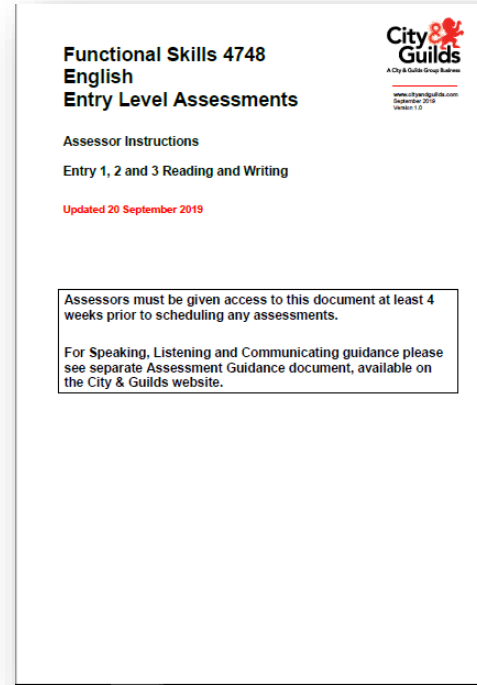 City&
Guilds
A City & Guilds Group Business
www.cityandguilds.com
September 2019
Version 1.0
Functional Skills 4748
English
Entry Level Assessments
Assessor Instructions
Entry 1, 2 and 3 Reading and Writing
Updated 20 September 2019
Assessors must be given access to this document at least 4
weeks prior to scheduling any assessments.
For Speaking, Listening and Communicating guidance please
see separate Assessment Guidance document, available on
the City & Guilds website.